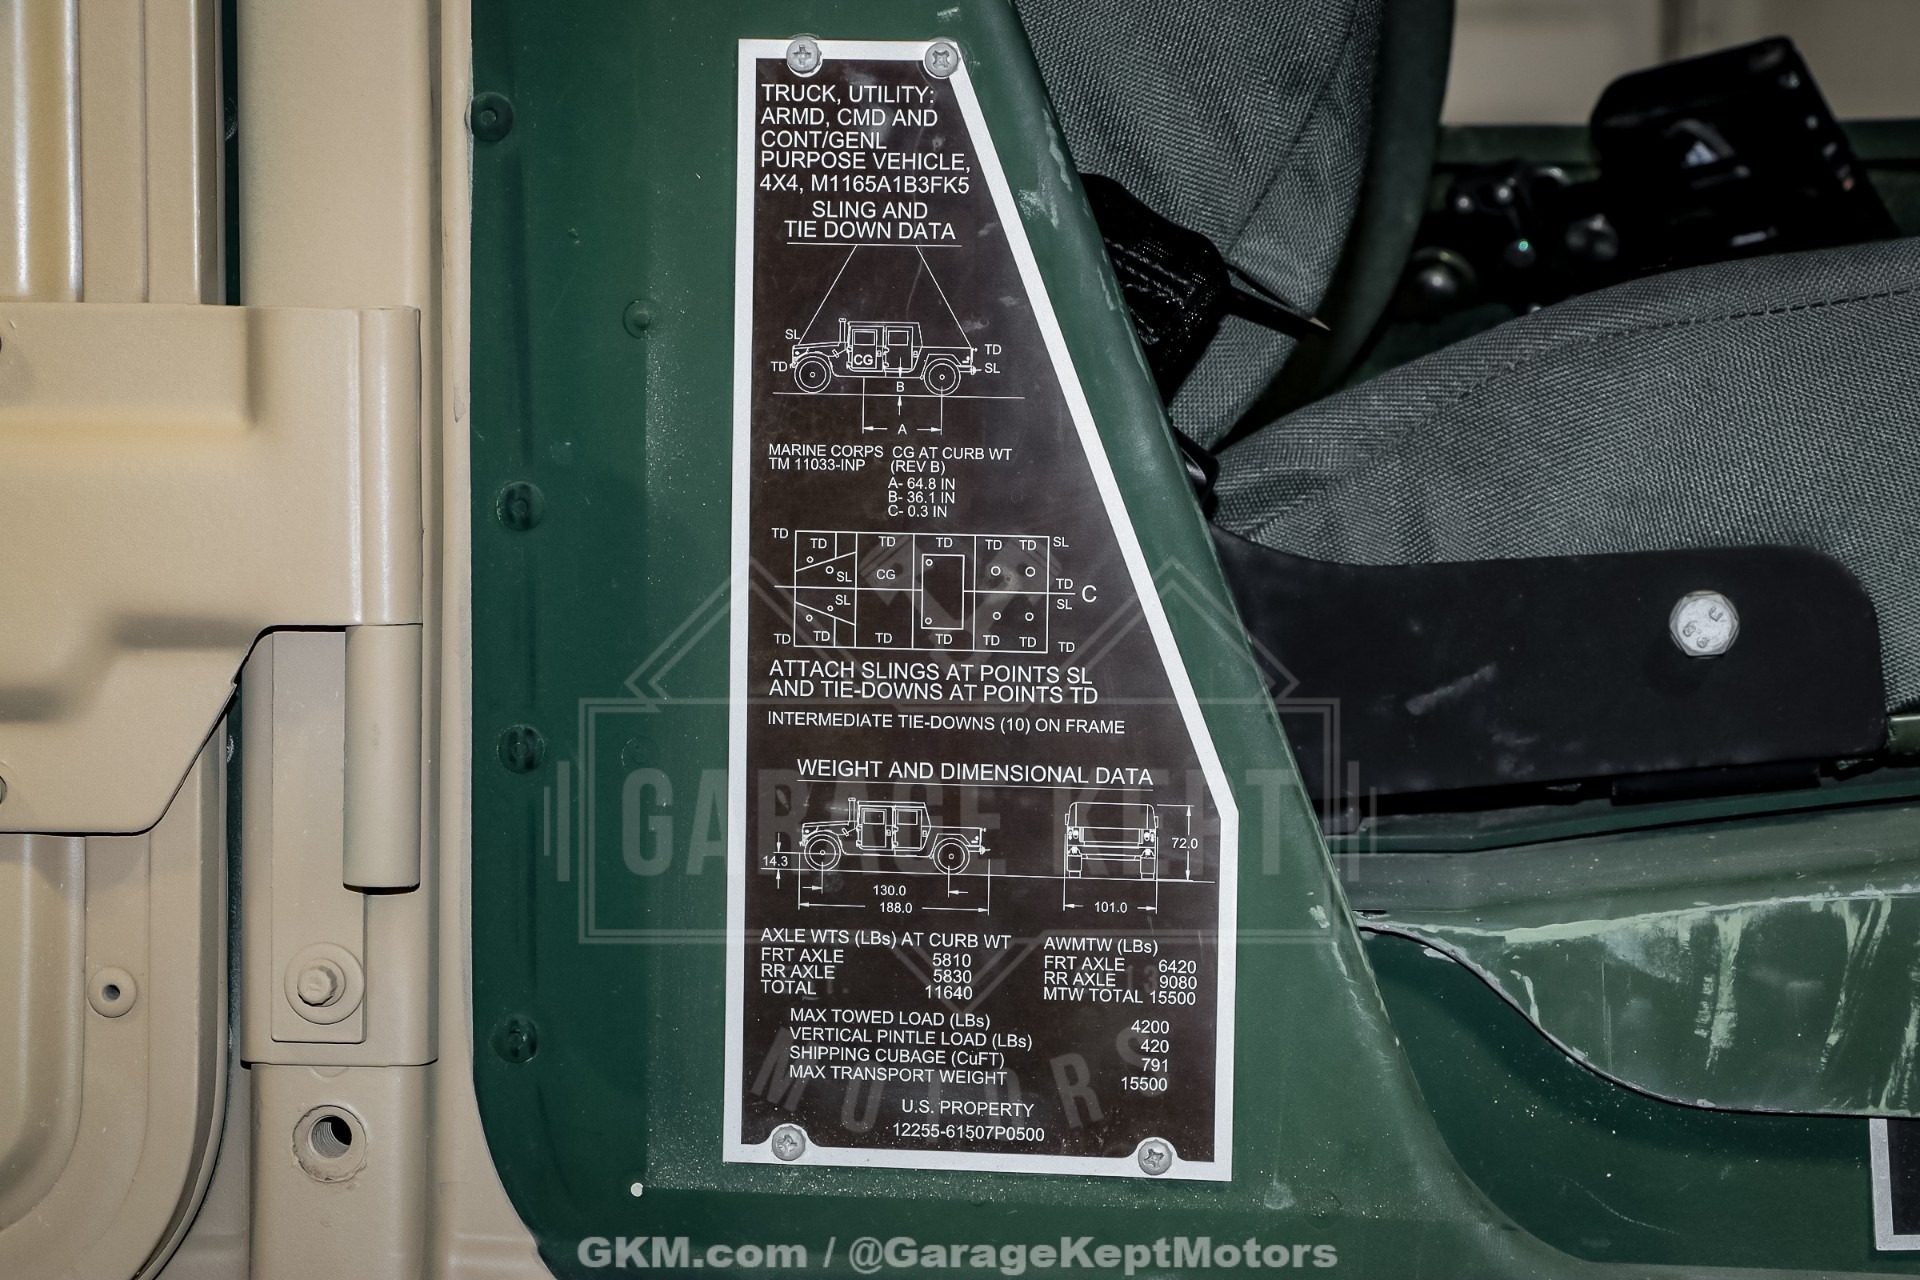 TRUCK, UTILITY:
ARMD, CMD AND
CONT/GENL
PURPOSE VEHICLE,
4X4, M1165A1B3FK5
SLING AND
TIE DOWN DATA
SL
TD
CG
TD
SL
B
A
MARINE CORPS CG AT CURB WT
TM 11033-INP (REV B)
A- 64.8 IN
B- 36.1 IN
C- 0.3 IN
TD TD TD TD TD TD SL
SL CG
TD
SL SL C
TD TD TD TD TD TD TD
ATTACH SLINGS AT POINTS SL
AND TIE-DOWNS AT POINTS TD
INTERMEDIATE TIE-DOWNS (10) ON FRAME
WEIGHT AND DIMENSIONAL DATA
72.0
14.3
130.0
188.0 101.0
AXLE WTS (LBs) AT CURB WT AWMTW (LBs)
FRT AXLE 5810 FRT AXLE 6420
RR AXLE 5830 RR AXLE 9080
TOTAL 11640 MTW TOTAL 15500
MAX TOWED LOAD (LBs) 4200
VERTICAL PINTLE LOAD (LBs) 420
SHIPPING CUBAGE (CuFT) 791
MAX TRANSPORT WEIGHT 15500
U.S. PROPERTY
12255-61507P0500
GARAGE KEPT
MOTORS
GKM.com / @GarageKeptMotors